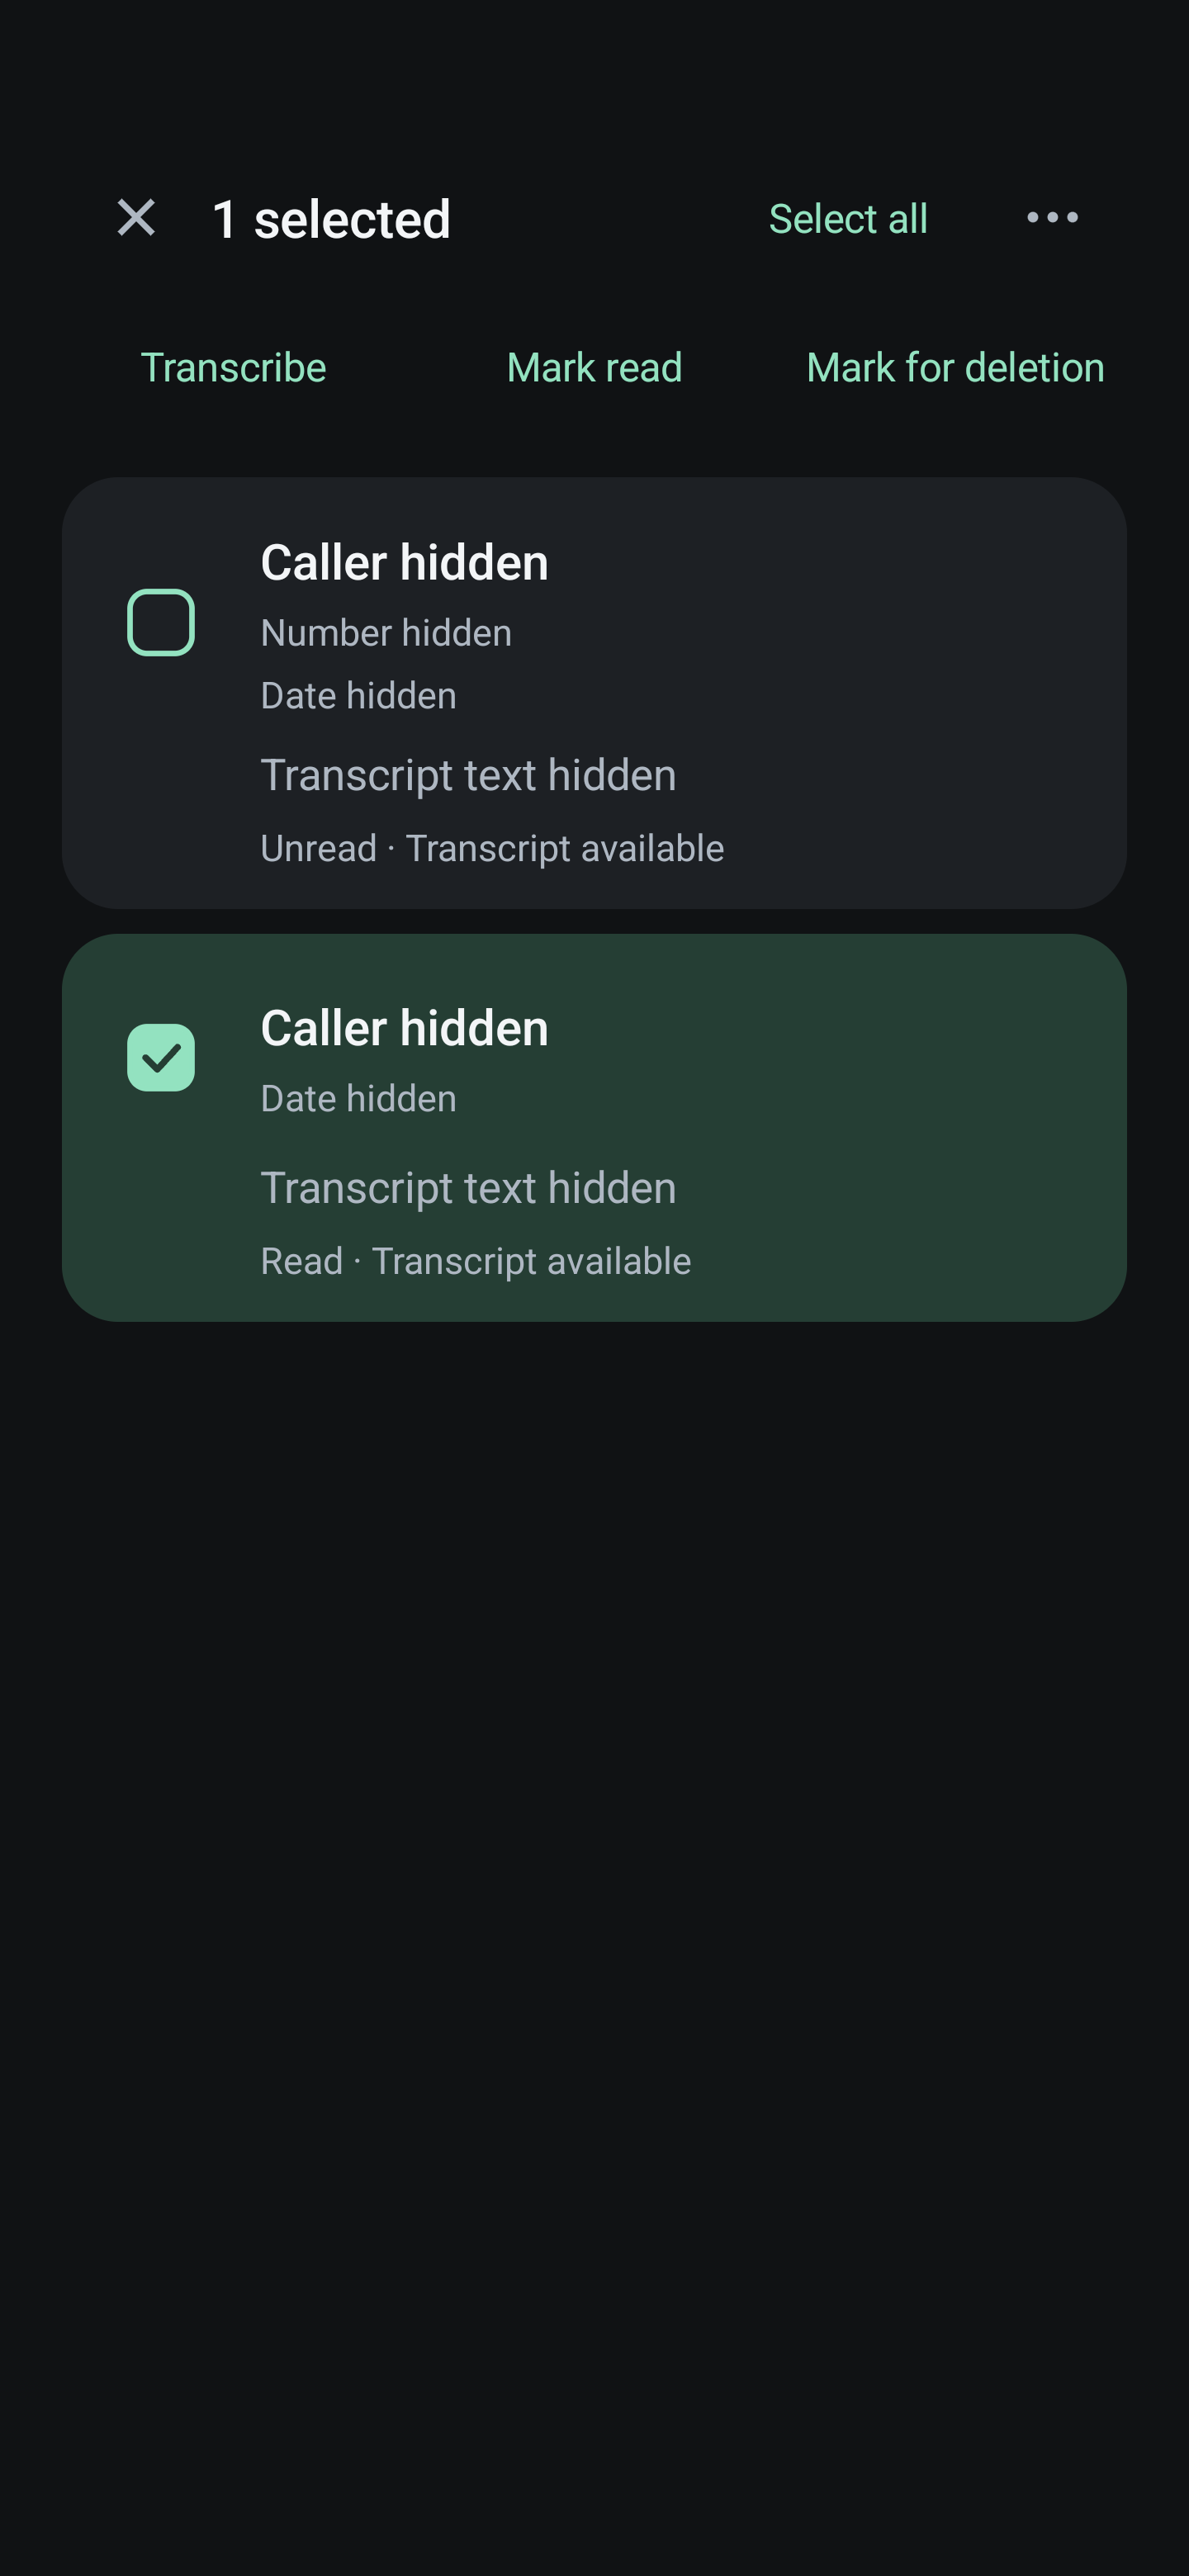 1 selected
Select all
Transcribe
Mark read
Mark for deletion
Caller hidden
Number hidden
Date hidden
Transcript text hidden
Unread · Transcript available
Caller hidden
Date hidden
Transcript text hidden
Read · Transcript available